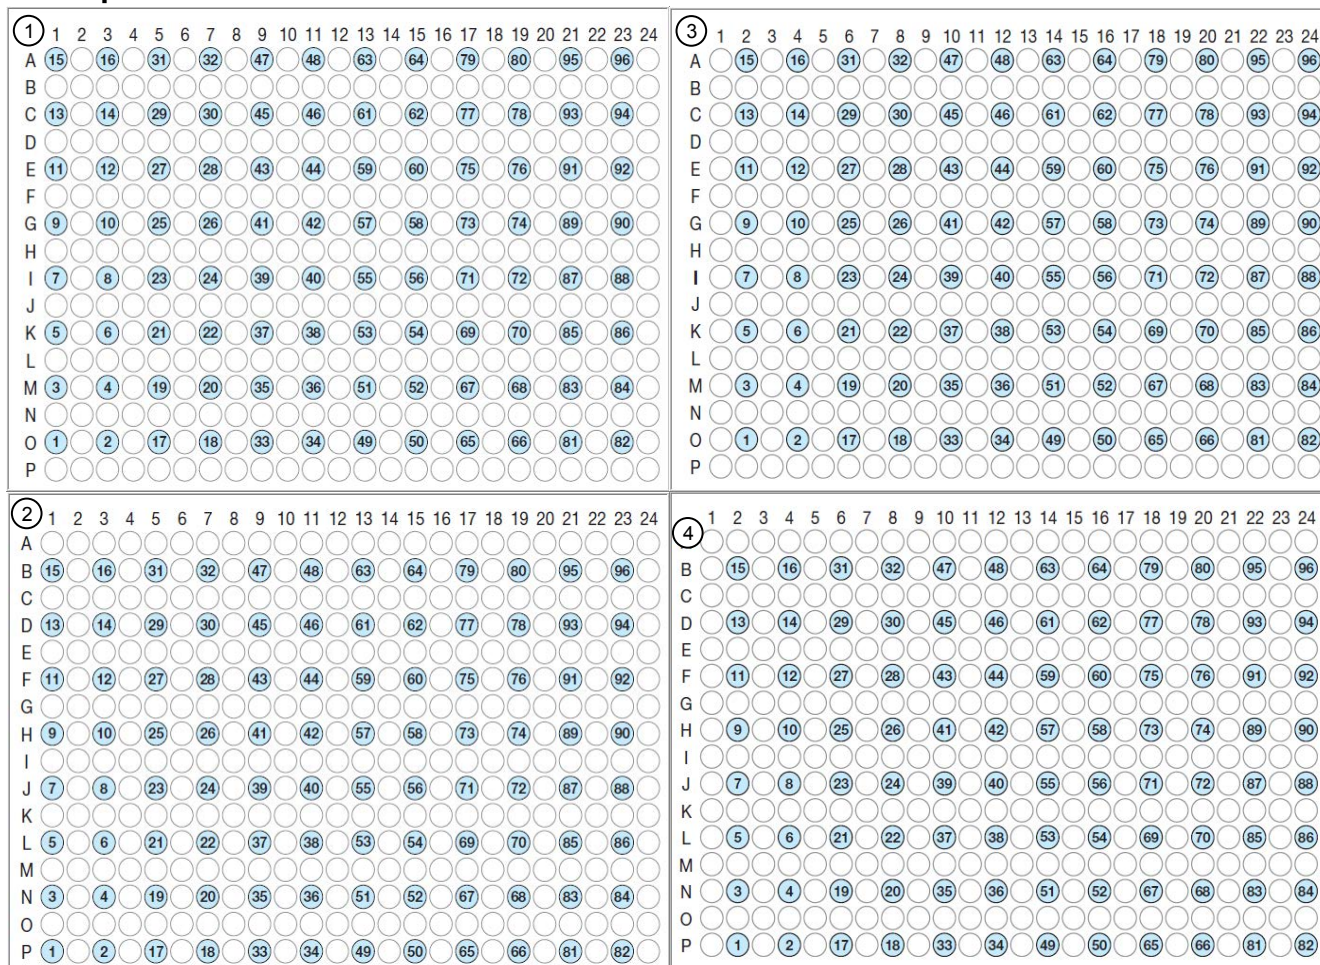 1
1 2 3 4 5 6 7 8 9 10 11 12 13 14 15 16 17 18 19 20 21 22 23 24
A 15 16 31 32 47 48 63 64 79 80 95 96
B
C 13 14 29 30 45 46 61 62 77 78 93 94
D
E 11 12 27 28 43 44 59 60 75 76 91 92
F
G 9 10 25 26 41 42 57 58 73 74 89 90
H
I 7 8 23 24 39 40 55 56 71 72 87 88
J
K 5 6 21 22 37 38 53 54 69 70 85 86
L
M 3 4 19 20 35 36 51 52 67 68 83 84
N
O 1 2 17 18 33 34 49 50 65 66 81 82
P
3
1 2 3 4 5 6 7 8 9 10 11 12 13 14 15 16 17 18 19 20 21 22 23 24
A 15 16 31 32 47 48 63 64 79 80 95 96
B
C 13 14 29 30 45 46 61 62 77 78 93 94
D
E 11 12 27 28 43 44 59 60 75 76 91 92
F
G 9 10 25 26 41 42 57 58 73 74 89 90
H
I 7 8 23 24 39 40 55 56 71 72 87 88
J
K 5 6 21 22 37 38 53 54 69 70 85 86
L
M 3 4 19 20 35 36 51 52 67 68 83 84
N
O 1 2 17 18 33 34 49 50 65 66 81 82
P
2
1 2 3 4 5 6 7 8 9 10 11 12 13 14 15 16 17 18 19 20 21 22 23 24
A
B 15 16 31 32 47 48 63 64 79 80 95 96
C
D 13 14 29 30 45 46 61 62 77 78 93 94
E
F 11 12 27 28 43 44 59 60 75 76 91 92
G
H 9 10 25 26 41 42 57 58 73 74 89 90
I
J 7 8 23 24 39 40 55 56 71 72 87 88
K
L 5 6 21 22 37 38 53 54 69 70 85 86
M
N 3 4 19 20 35 36 51 52 67 68 83 84
O
P 1 2 17 18 33 34 49 50 65 66 81 82
4
1 2 3 4 5 6 7 8 9 10 11 12 13 14 15 16 17 18 19 20 21 22 23 24
B 15 16 31 32 47 48 63 64 79 80 95 96
C
D 13 14 29 30 45 46 61 62 77 78 93 94
E
F 11 12 27 28 43 44 59 60 75 76 91 92
G
H 9 10 25 26 41 42 57 58 73 74 89 90
I
J 7 8 23 24 39 40 55 56 71 72 87 88
K
L 5 6 21 22 37 38 53 54 69 70 85 86
M
N 3 4 19 20 35 36 51 52 67 68 83 84
O
P 1 2 17 18 33 34 49 50 65 66 81 82